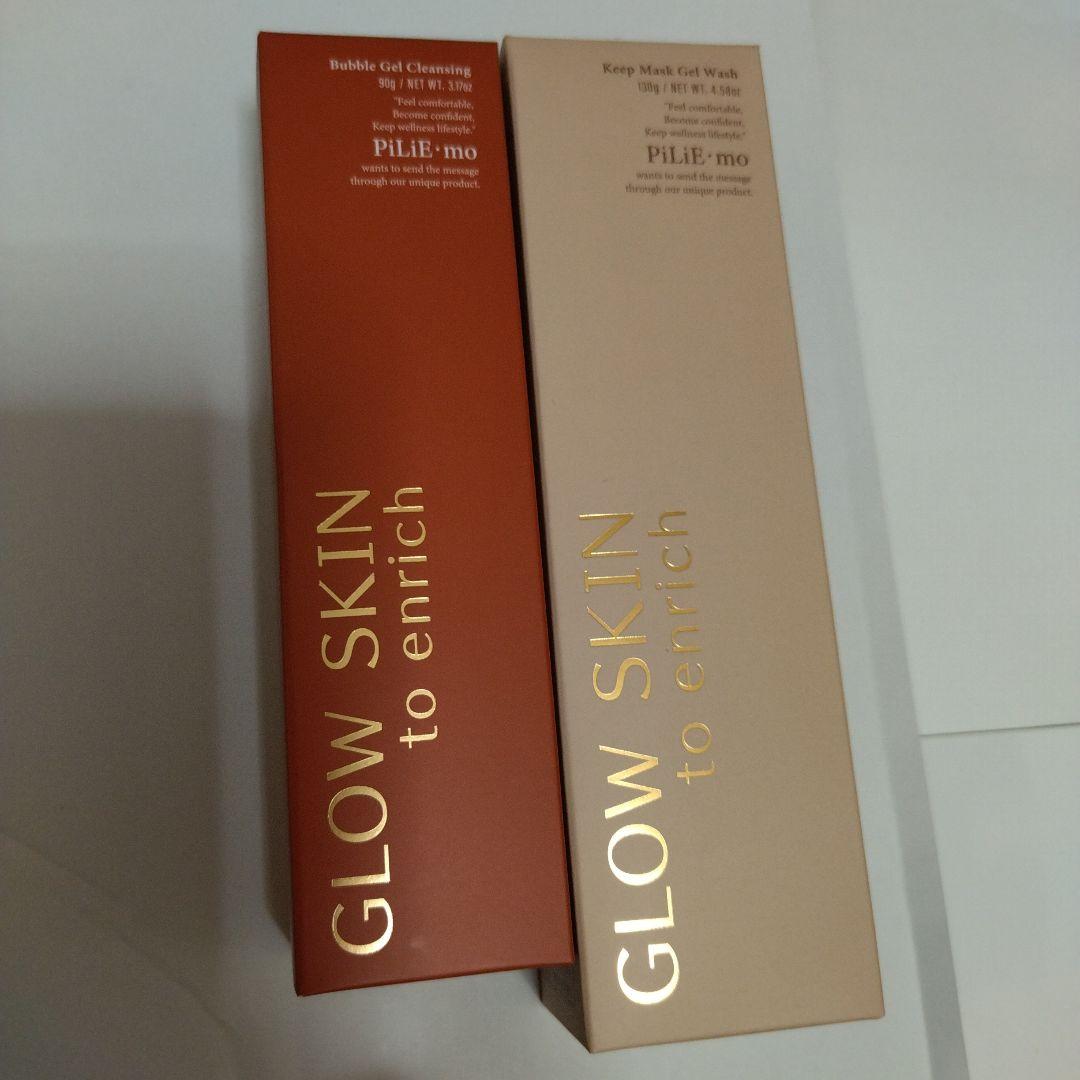 Bubble Gel Cleansing
90g / NET WT. 3.17oz
"Feel comfortable,
Become confident,
Keep wellness lifestyle."
PiLiE·mo
wants to send the message
through our unique product.
GLOW SKIN
to enrich
Keep Mask Gel Wash
130g / NET WT. 4.58oz
"Feel comfortable,
Become confident,
Keep wellness lifestyle."
PiLiE·mo
wants to send the message
through our unique product.
GLOW SKIN
to enrich